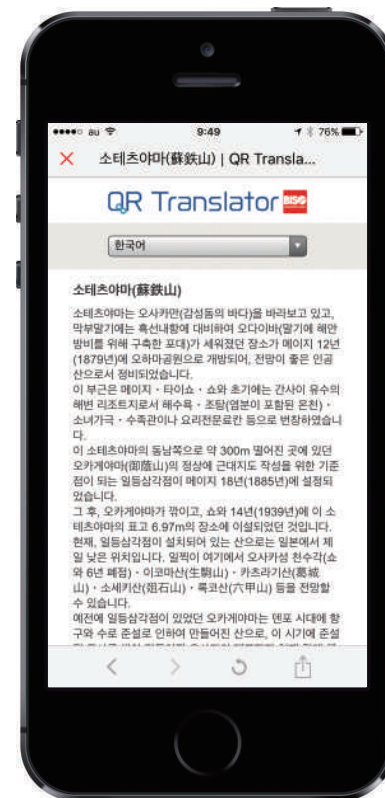 au 9:49 76%
소테츠야마(蘇鉄山) | QR Transla...
QR Translator BISO
한국어
소테츠야마(蘇鉄山)
소테츠야마는 오사카만(감성돔의 바다)을 바라보고 있고,
막부말기에는 흑선내항에 대비하여 오다이바(말기에 해안
방비를 위해 구축한 포대)가 세워졌던 장소가 메이지 12년
(1879년)에 오하마공원으로 개방되어, 전망이 좋은 인공
산으로서 정비되었습니다.
이 부근은 메이지・타이쇼・쇼와 초기에는 간사이 유수의
해변 리조트지로서 해수욕・조탕(염분이 포함된 온천)・
소녀가극・수족관이나 요리전문료칸 등으로 번창하였습니
다.
이 소테츠야마의 동남쪽으로 약 300m 떨어진 곳에 있던
오카게야마(御蔭山)의 정상에 근대지도 작성을 위한 기준
점이 되는 일등삼각점이 메이지 18년(1885년)에 설정되
었습니다.
그 후, 오카게야마가 깎이고, 쇼와 14년(1939년)에 이 소
테츠야마의 표고 6.97m의 장소에 이설되었던 것입니다.
현재, 일등삼각점이 설치되어 있는 산으로는 일본에서 제
일 낮은 위치입니다. 일찍이 여기에서 오사카성 천수각(쇼
와 6년 폐점)・이코마산(生駒山)・카츠라기산(葛城
山)・소세키산(爼石山)・록코산(六甲山) 등을 전망할
수 있습니다.
예전에 일등삼각점이 있었던 오카게야마는 덴포 시대에 항
구와 수로 준설로 인하여 만들어진 산으로, 이 시기에 준설